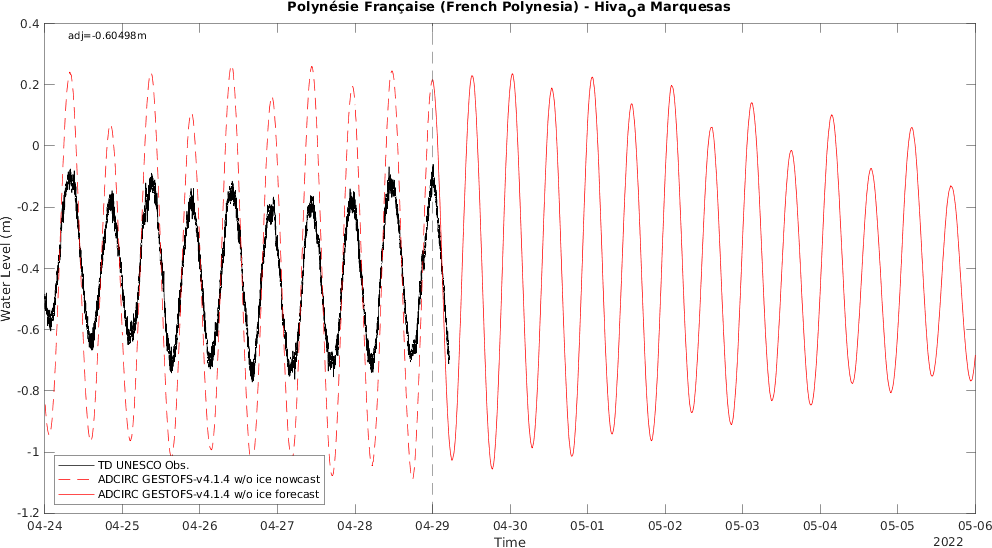 Polynésie Française (French Polynesia) - HivaOa Marquesas
adj=-0.60498m
0.4
0.2
0
-0.2
-0.4
-0.6
-0.8
-1
-1.2
Water Level (m)
TD UNESCO Obs.
ADCIRC GESTOFS-v4.1.4 w/o ice nowcast
ADCIRC GESTOFS-v4.1.4 w/o ice forecast
04-24 04-25 04-26 04-27 04-28 04-29 04-30 05-01 05-02 05-03 05-04 05-05 05-06
Time
2022